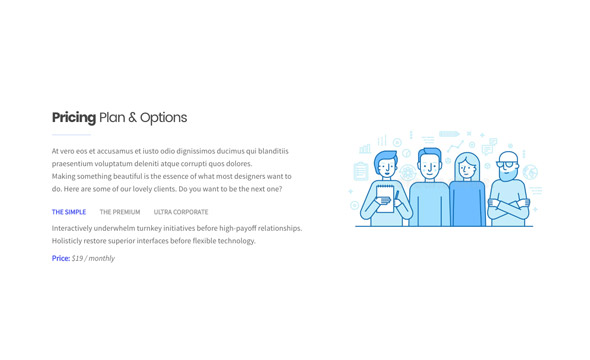 Pricing Plan & Options
At vero eos et accusamus et iusto odio dignissimos ducimus qui blanditiis
praesentium voluptatum deleniti atque corrupti quos dolores.
Making something beautiful is the essence of what most designers want to
do. Here are some of our lovely clients. Do you want to be the next one?
THE SIMPLE THE PREMIUM ULTRA CORPORATE
Interactively underwhelm turnkey initiatives before high-payoff relationships.
Holisticly restore superior interfaces before flexible technology.
Price: $19 / monthly